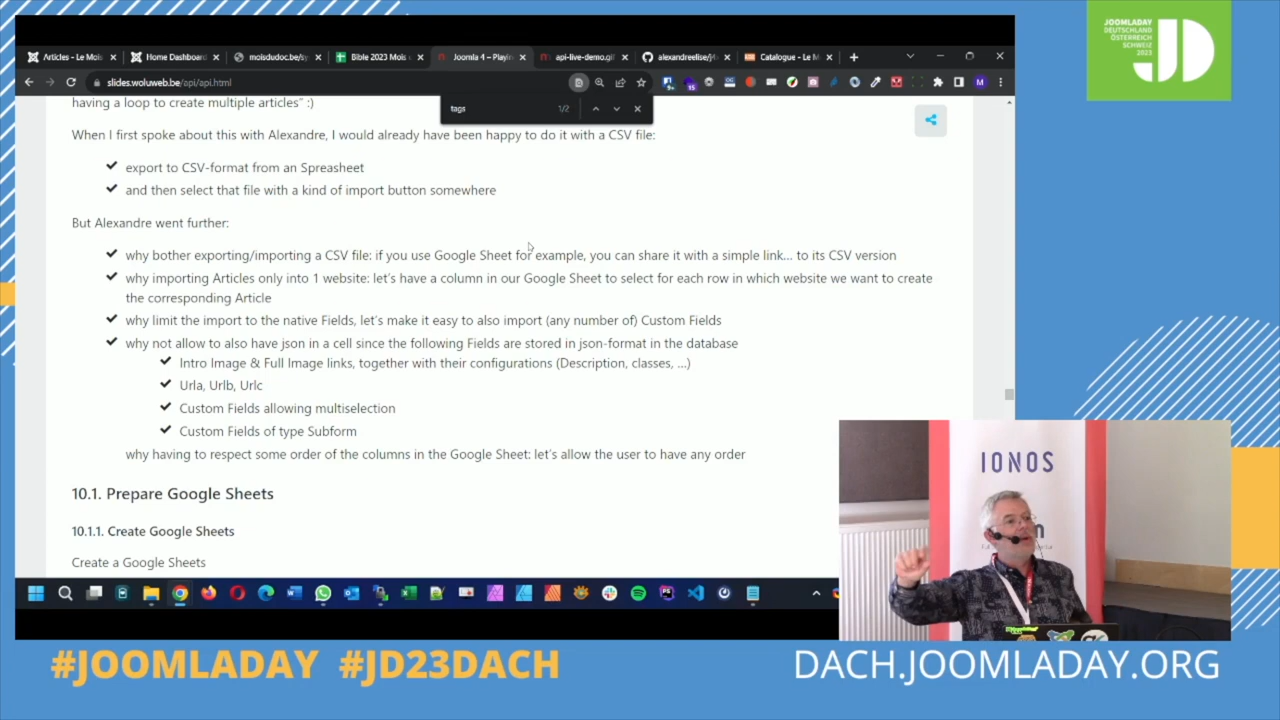 JOOMLADAY
DEUTSCHLAND
ÖSTERREICH
SCHWEIZ
2023
JD
Articles - Le Mois
Home Dashboard
moisdudoc.be/s
Bible 2023 Mois
Joomla 4 – Playin
api-live-demo.gi
alexandreelise/j
Catalogue - Le M
slides.woluweb.be/api/api.html
tags
1/2
having a loop to create multiple articles" :)
When I first spoke about this with Alexandre, I would already have been happy to do it with a CSV file:
export to CSV-format from an Spreasheet
and then select that file with a kind of import button somewhere
But Alexandre went further:
why bother exporting/importing a CSV file: if you use Google Sheet for example, you can share it with a simple link... to its CSV version
why importing Articles only into 1 website: let's have a column in our Google Sheet to select for each row in which website we want to create
the corresponding Article
why limit the import to the native Fields, let's make it easy to also import (any number of) Custom Fields
why not allow to also have json in a cell since the following Fields are stored in json-format in the database
Intro Image & Full Image links, together with their configurations (Description, classes, ...)
Urla, Urlb, Urlc
Custom Fields allowing multiselection
Custom Fields of type Subform
why having to respect some order of the columns in the Google Sheet: let's allow the user to have any order
10.1. Prepare Google Sheets
10.1.1. Create Google Sheets
Create a Google Sheets
IONOS
#JOOMLADAY #JD23DACH
DACH.JOOMLADAY.ORG